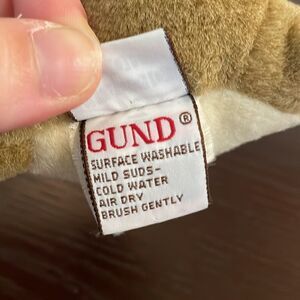 GUND®
SURFACE WASHABLE
MILD SUDS-
COLD WATER
AIR DRY
BRUSH GENTLY